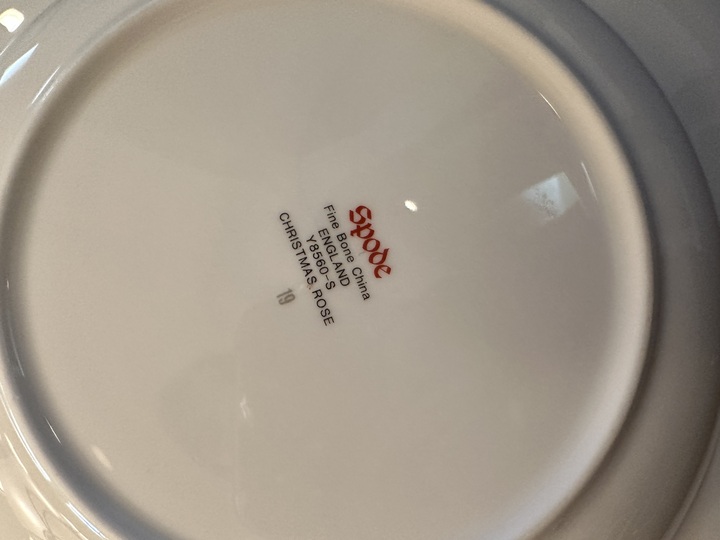 Spode
Fine Bone China
ENGLAND
Y8560-S
CHRISTMAS ROSE
19